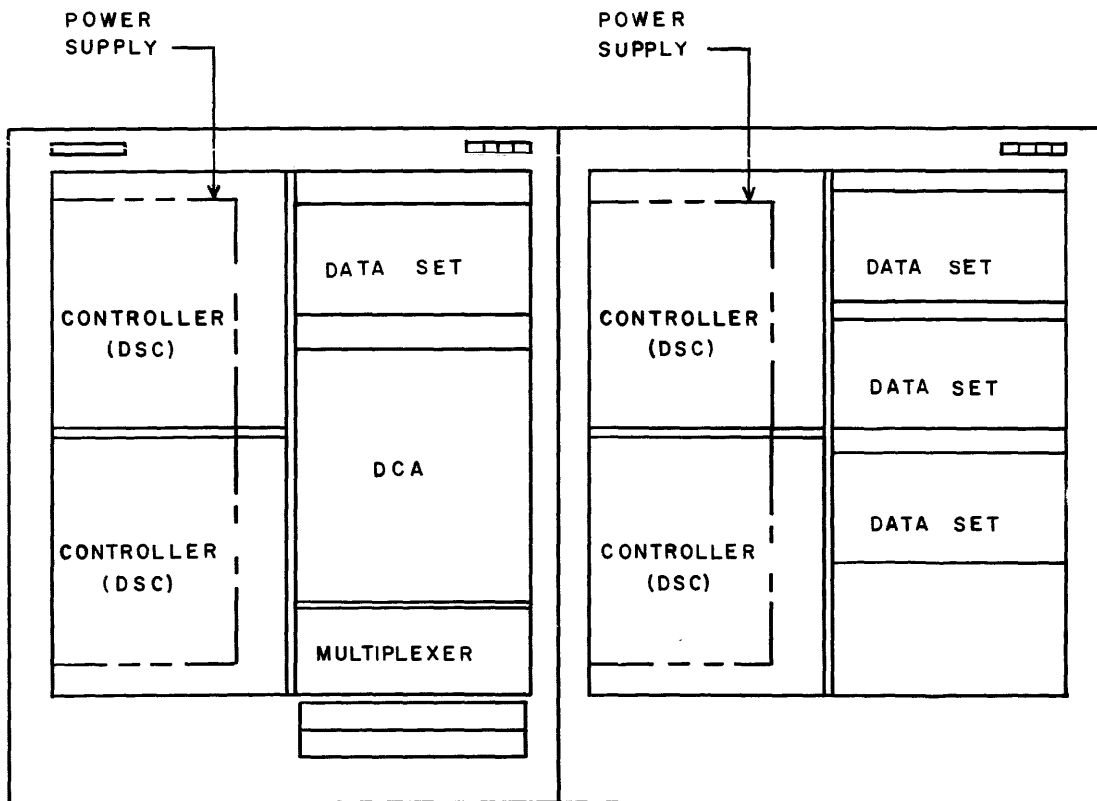 POWER
SUPPLY
POWER
SUPPLY
DATA SET
CONTROLLER
(DSC)
DCA
CONTROLLER
(DSC)
MULTIPLEXER
DATA SET
CONTROLLER
(DSC)
DATA SET
DATA SET
CONTROLLER
(DSC)